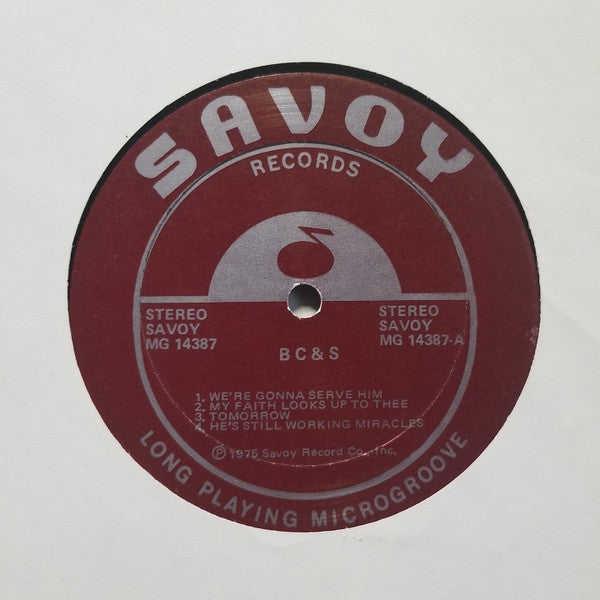 SAVOY
RECORDS
STEREO
SAVOY
MG 14387
STEREO
SAVOY
MG 14387-A
B C & S
1. WE'RE GONNA SERVE HIM
2. MY FAITH LOOKS UP TO THEE
3. TOMORROW
4. HE'S STILL WORKING MIRACLES
Ⓟ 1975 Savoy Record Co., Inc.
LONG PLAYING MICROGROOVE